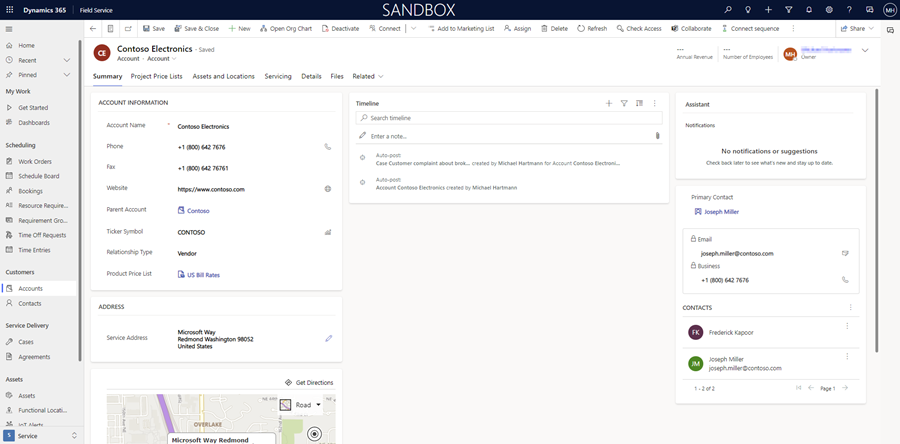 Dynamics 365
Field Service
SANDBOX
MH
Home
Recent
Pinned
My Work
Get Started
Dashboards
Scheduling
Work Orders
Schedule Board
Bookings
Resource Require...
Requirement Gro...
Time Off Requests
Time Entries
Customers
Accounts
Contacts
Service Delivery
Cases
Agreements
Assets
Assets
Functional Locati...
IoT Alerts
S
Service
Save
Save & Close
New
Open Org Chart
Deactivate
Connect
Add to Marketing List
Assign
Delete
Refresh
Check Access
Collaborate
Connect sequence
Share
CE
Contoso Electronics - Saved
Account · Account
---
Annual Revenue
---
Number of Employees
MH
Owner
Summary
Project Price Lists
Assets and Locations
Servicing
Details
Files
Related
ACCOUNT INFORMATION
Account Name
*
Contoso Electronics
Phone
+1 (800) 642 7676
Fax
+1 (800) 642 76761
Website
https://www.contoso.com
Parent Account
Contoso
Ticker Symbol
CONTOSO
Relationship Type
Vendor
Product Price List
US Bill Rates
ADDRESS
Service Address
Microsoft Way
Redmond Washington 98052
United States
Get Directions
Road
OVERLAKE
Microsoft Way Redmond
Timeline
Search timeline
Enter a note...
Auto-post
Case Customer complaint about brok... created by Michael Hartmann for Account Contoso Electroni...
Auto-post
Account Contoso Electronics created by Michael Hartmann
Assistant
Notifications
No notifications or suggestions
Check back later to see what's new and stay up to date.
Primary Contact
Joseph Miller
Email
joseph.miller@contoso.com
Business
+1 (800) 642 7676
CONTACTS
FK
Frederick Kapoor
JM
Joseph Miller
joseph.miller@contoso.com
1 - 2 of 2
Page 1